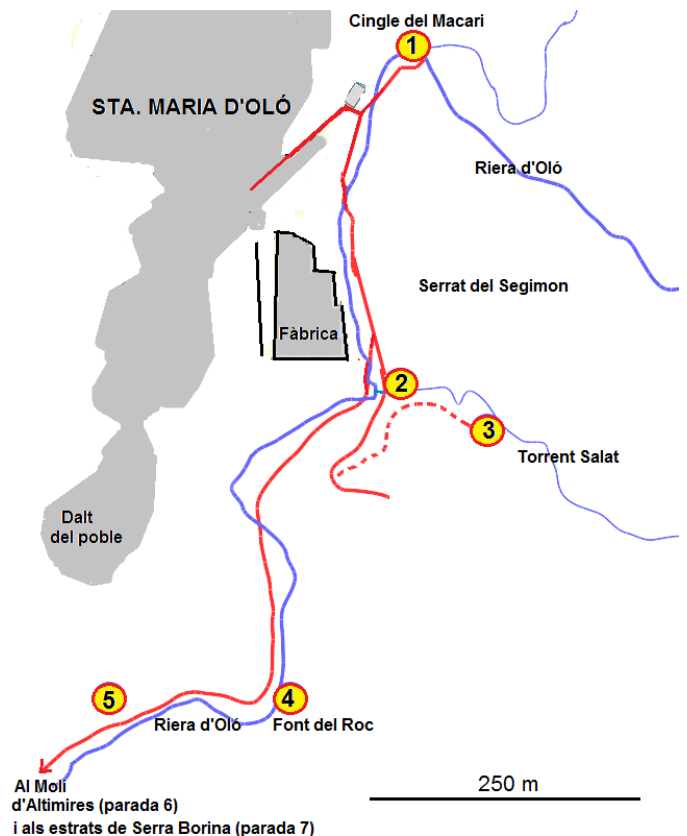 Cingle del Macari
1
STA. MARIA D'OLÓ
Riera d'Oló
Serrat del Segimon
Fàbrica
2
3
Torrent Salat
Dalt
del poble
5
4
Riera d'Oló
Font del Roc
Al Moli
d'Altimires (parada 6)
i als estrats de Serra Borina (parada 7)
250 m